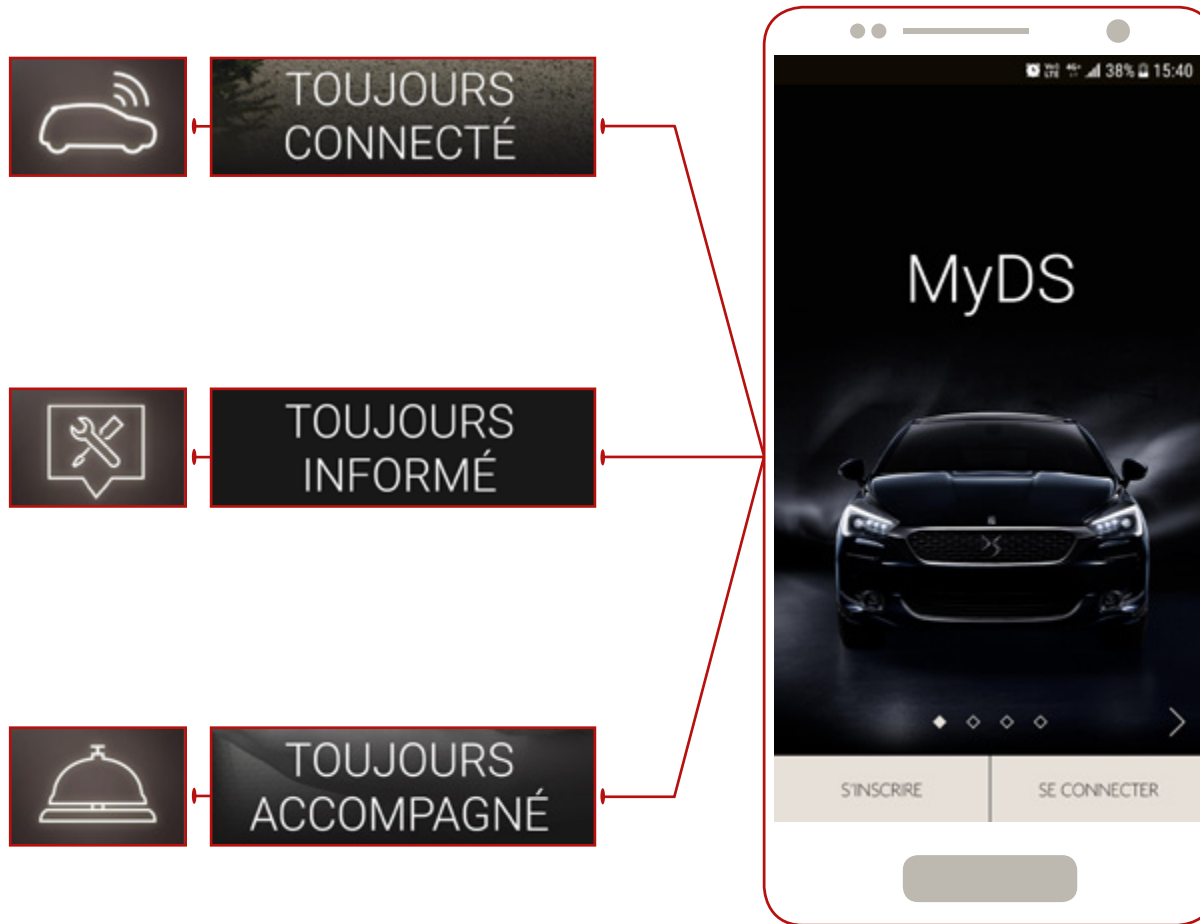 TOUJOURS
CONNECTÉ
TOUJOURS
INFORMÉ
TOUJOURS
ACCOMPAGNÉ
38% 15:40
MyDS
S'INSCRIRE
SE CONNECTER